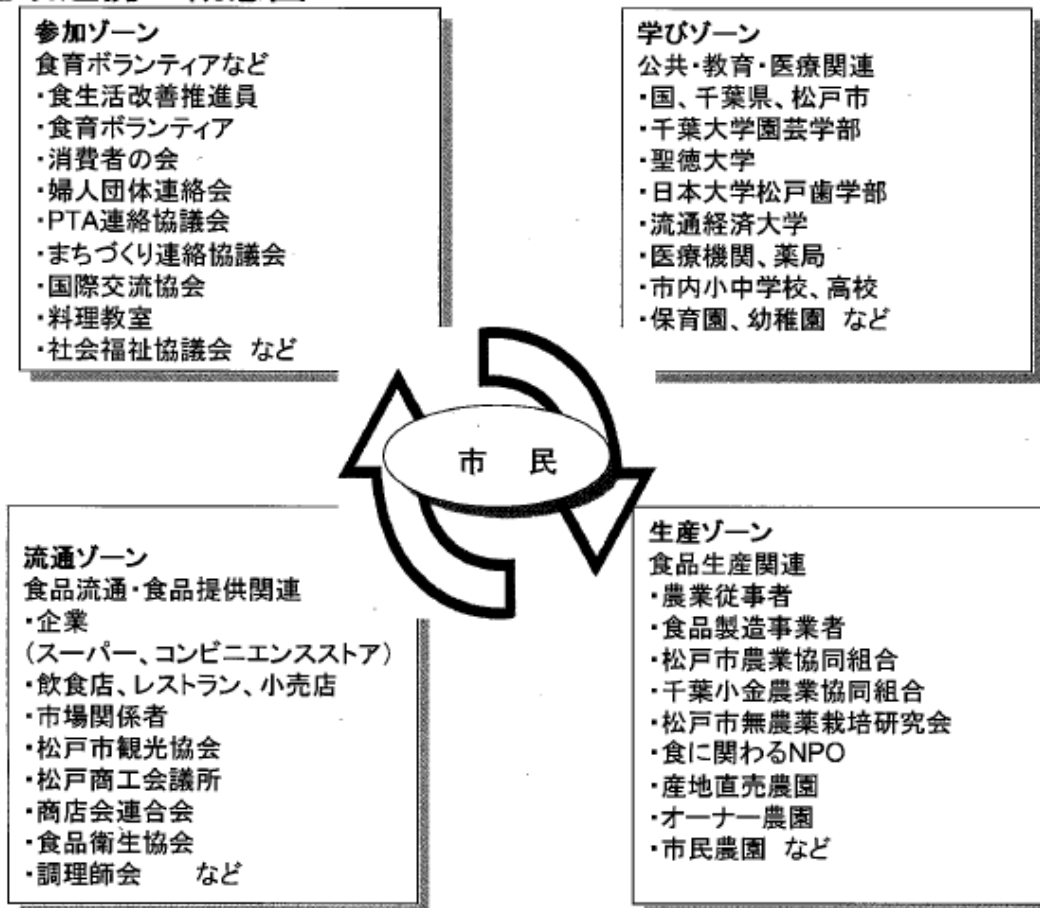 参加ゾーン
食育ボランティアなど
・食生活改善推進員
・食育ボランティア
・消費者の会
・婦人団体連絡会
・PTA連絡協議会
・まちづくり連絡協議会
・国際交流協会
・料理教室
・社会福祉協議会 など
学びゾーン
公共・教育・医療関連
・国、千葉県、松戸市
・千葉大学園芸学部
・聖徳大学
・日本大学松戸歯学部
・流通経済大学
・医療機関、薬局
・市内小中学校、高校
・保育園、幼稚園 など
市 民
流通ゾーン
食品流通・食品提供関連
・企業
(スーパー、コンビニエンスストア)
・飲食店、レストラン、小売店
・市場関係者
・松戸市観光協会
・松戸商工会議所
・商店会連合会
・食品衛生協会
・調理師会 など
生産ゾーン
食品生産関連
・農業従事者
・食品製造事業者
・松戸市農業協同組合
・千葉小金農業協同組合
・松戸市無農薬栽培研究会
・食に関わるNPO
・産地直売農園
・オーナー農園
・市民農園 など